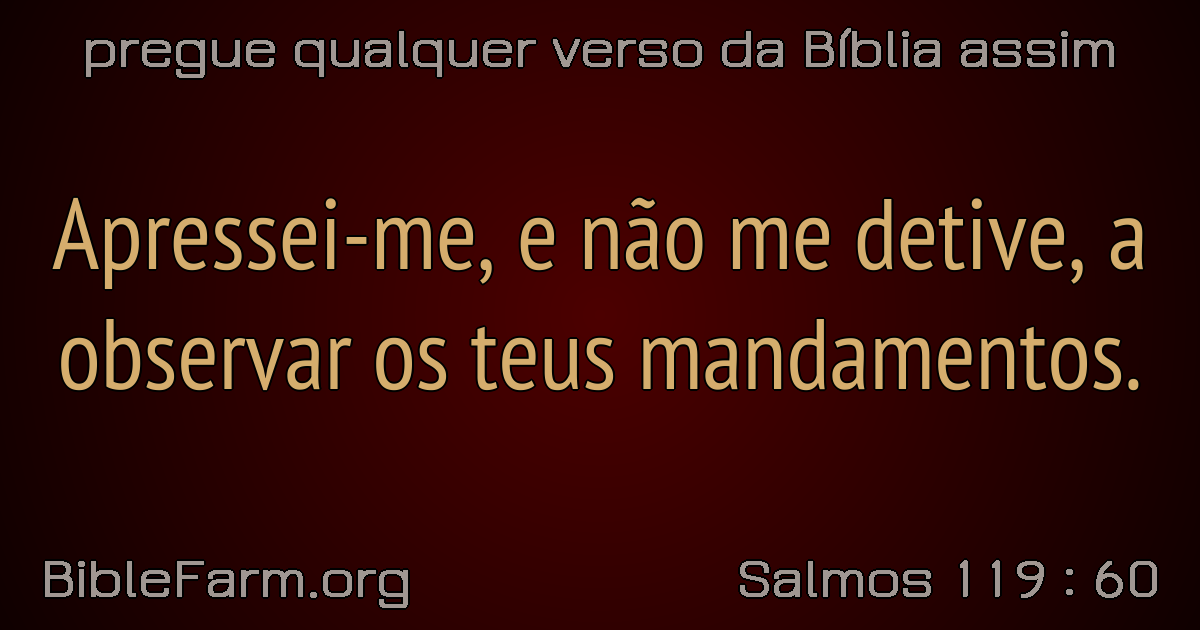 pregue qualquer verso da Bíblia assim
Apressei-me, e não me detive, a
observar os teus mandamentos.
BibleFarm.org
Salmos 119 : 60